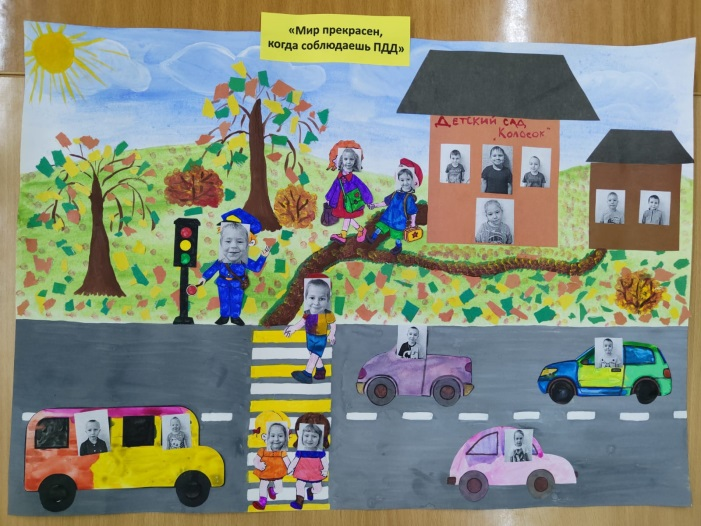 «Мир прекрасен,
когда соблюдаешь ПДД»
Детский сад
"Колосок"